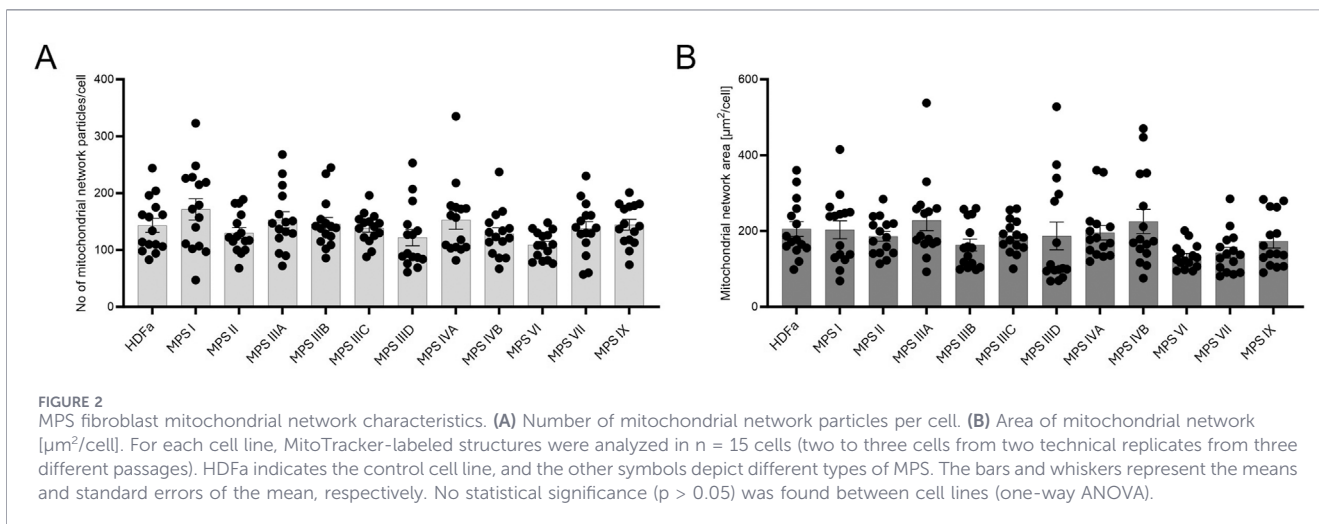 A
B
No of mitochondrial network particles/cell
400
300
200
100
0
HDFa
MPS I
MPS II
MPS IIIA
MPS IIIB
MPS IIIC
MPS IIID
MPS IVA
MPS IVB
MPS VI
MPS VII
MPS IX
Mitochondrial network area [µm²/cell]
600
400
200
0
HDFa
MPS I
MPS II
MPS IIIA
MPS IIIB
MPS IIIC
MPS IIID
MPS IVA
MPS IVB
MPS VI
MPS VII
MPS IX
FIGURE 2
MPS fibroblast mitochondrial network characteristics. (A) Number of mitochondrial network particles per cell. (B) Area of mitochondrial network
[µm²/cell]. For each cell line, MitoTracker-labeled structures were analyzed in n = 15 cells (two to three cells from two technical replicates from three
different passages). HDFa indicates the control cell line, and the other symbols depict different types of MPS. The bars and whiskers represent the means
and standard errors of the mean, respectively. No statistical significance (p > 0.05) was found between cell lines (one-way ANOVA).